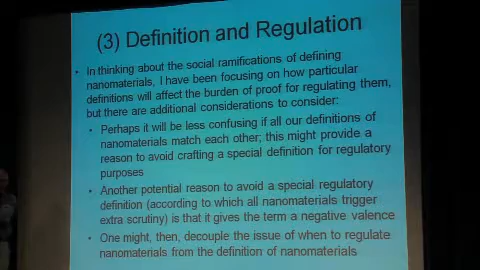 (3) Definition and Regulation
• In thinking about the social ramifications of defining
nanomaterials, I have been focusing on how particular
definitions will affect the burden of proof for regulating them,
but there are additional considerations to consider:
• Perhaps it will be less confusing if all our definitions of
nanomaterials match each other; this might provide a
reason to avoid crafting a special definition for regulatory
purposes
• Another potential reason to avoid a special regulatory
definition (according to which all nanomaterials trigger
extra scrutiny) is that it gives the term a negative valence
• One might, then, decouple the issue of when to regulate
nanomaterials from the definition of nanomaterials